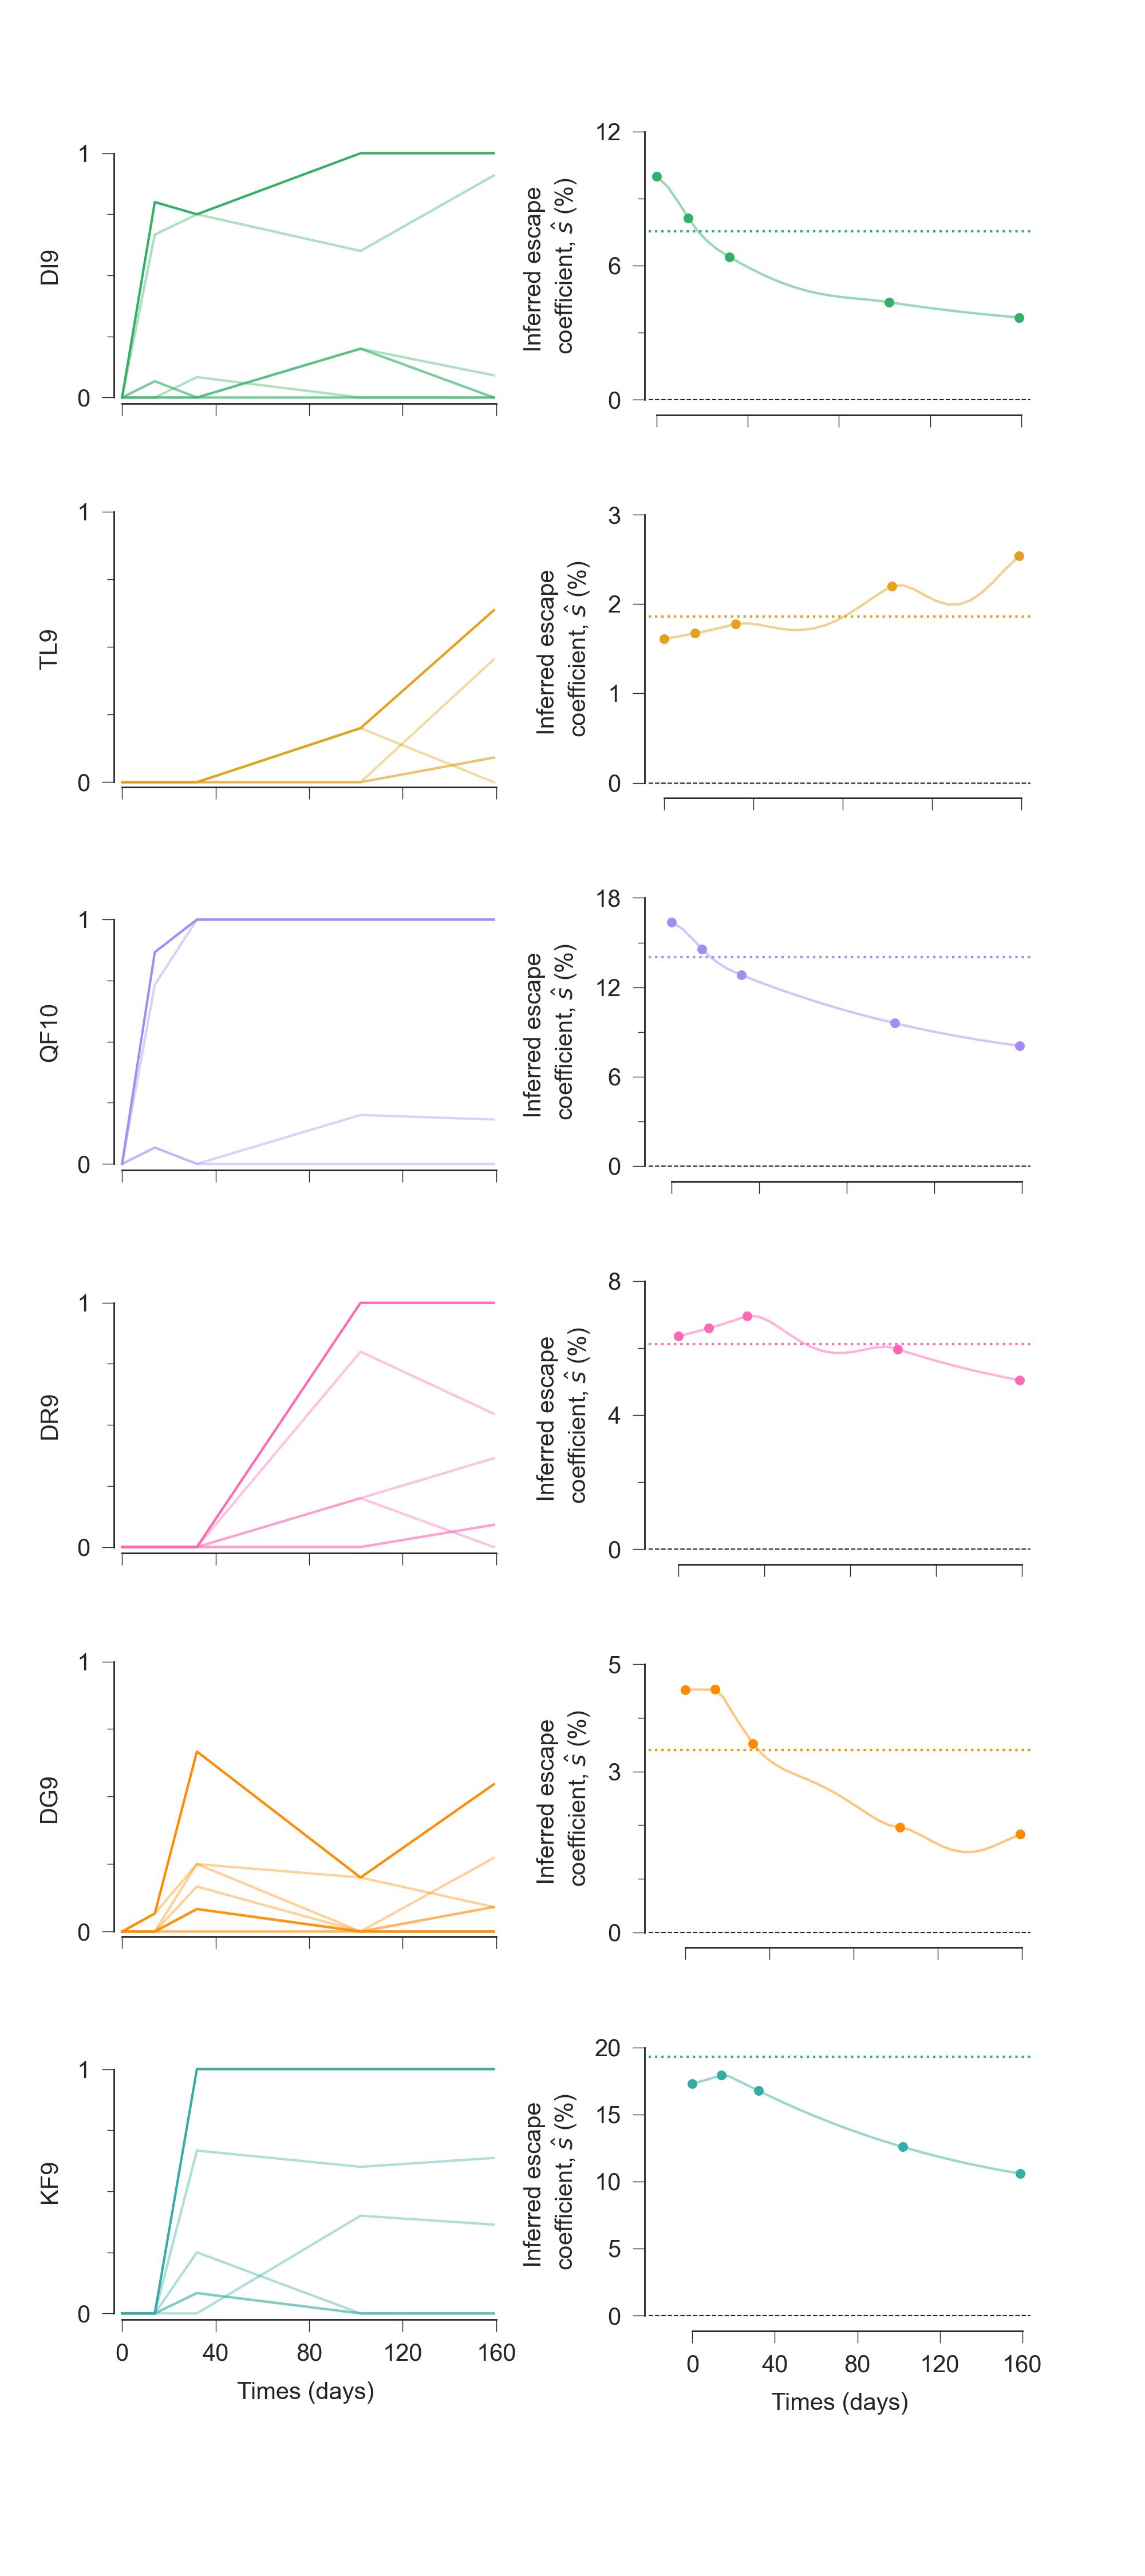 DI9
1
0
Inferred escape
coefficient, ŝ (%)
12
6
0
TL9
1
0
Inferred escape
coefficient, ŝ (%)
3
2
1
0
QF10
1
0
Inferred escape
coefficient, ŝ (%)
18
12
6
0
DR9
1
0
Inferred escape
coefficient, ŝ (%)
8
4
0
DG9
1
0
Inferred escape
coefficient, ŝ (%)
5
3
0
KF9
1
0
0 40 80 120 160
Times (days)
Inferred escape
coefficient, ŝ (%)
20
15
10
5
0
0 40 80 120 160
Times (days)